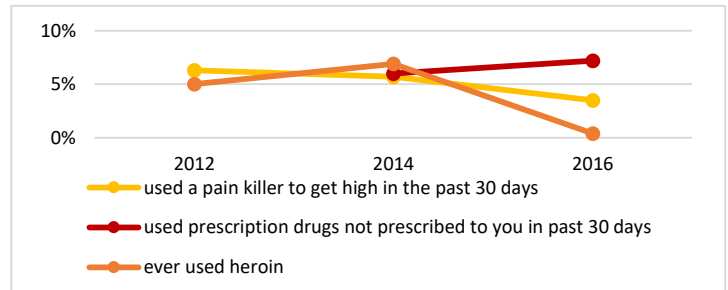 10%
5%
0%
2012 2014 2016
used a pain killer to get high in the past 30 days
used prescription drugs not prescribed to you in past 30 days
ever used heroin